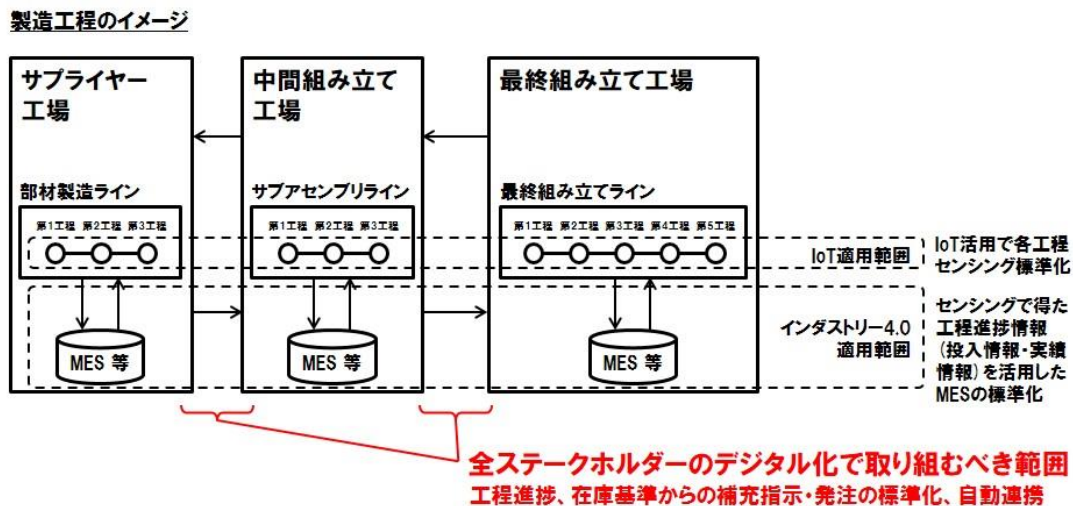 製造工程のイメージ
サプライヤー
工場
中間組み立て
工場
最終組み立て工場
部材製造ライン
サブアセンブリライン
最終組み立てライン
第1工程 第2工程 第3工程
第1工程 第2工程 第3工程
第1工程 第2工程 第3工程 第4工程 第5工程
IoT適用範囲
IoT活用で各工程
センシング標準化
MES 等
MES 等
MES 等
インダストリー4.0
適用範囲
センシングで得た
工程進捗情報
(投入情報・実績
情報)を活用した
MESの標準化
全ステークホルダーのデジタル化で取り組むべき範囲
工程進捗、在庫基準からの補充指示・発注の標準化、自動連携